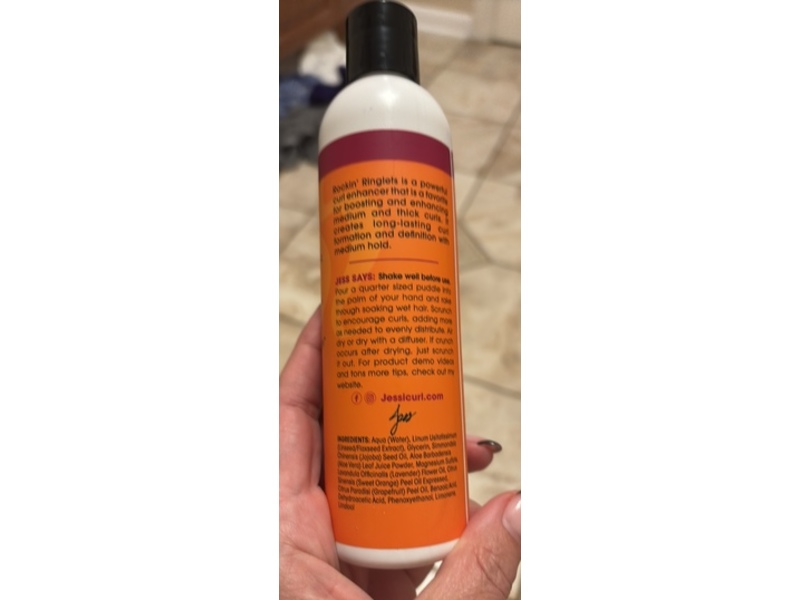 Rockin' Ringlets is a powerful
curl enhancer that is a favorite
for boosting and enhancing
medium and thick curls. It
creates long-lasting curl
formation and definition with
medium hold.
JESS SAYS: Shake well before use.
Pour a quarter sized puddle into
the palm of your hand and rake
through soaking wet hair. Scrunch
to encourage curls, adding more
as needed to evenly distribute. Air
dry or dry with a diffuser. If crunch
occurs after drying, just scrunch
it out. For product demo videos
and tons more tips, check out my
website.
Jessicurl.com
Jess
INGREDIENTS: Aqua (Water), Linum Usitatissimum
(Linseed/Flaxseed Extract), Glycerin, Simmondsia
Chinensis (Jojoba) Seed Oil, Aloe Barbadensis
(Aloe Vera) Leaf Juice Powder, Magnesium Sulfate,
Lavandula Officinalis (Lavender) Flower Oil, Citrus
Sinensis (Sweet Orange) Peel Oil Expressed,
Citrus Paradisi (Grapefruit) Peel Oil, Benzoic Acid,
Dehydroacetic Acid, Phenoxyethanol, Limonene,
Linalool